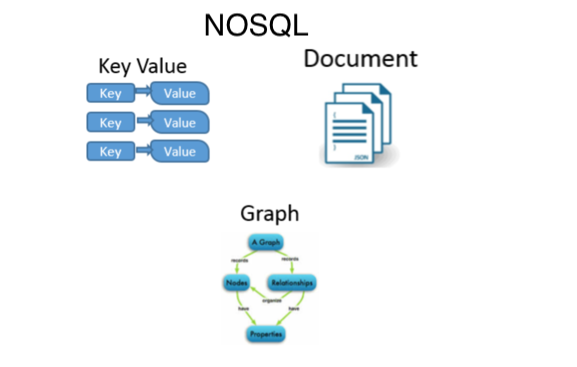 NOSQL
Key Value
Key Value
Key Value
Key Value
Document
{
}
JSON
Graph
A Graph
records records
Nodes Relationships
organize
have have
Properties